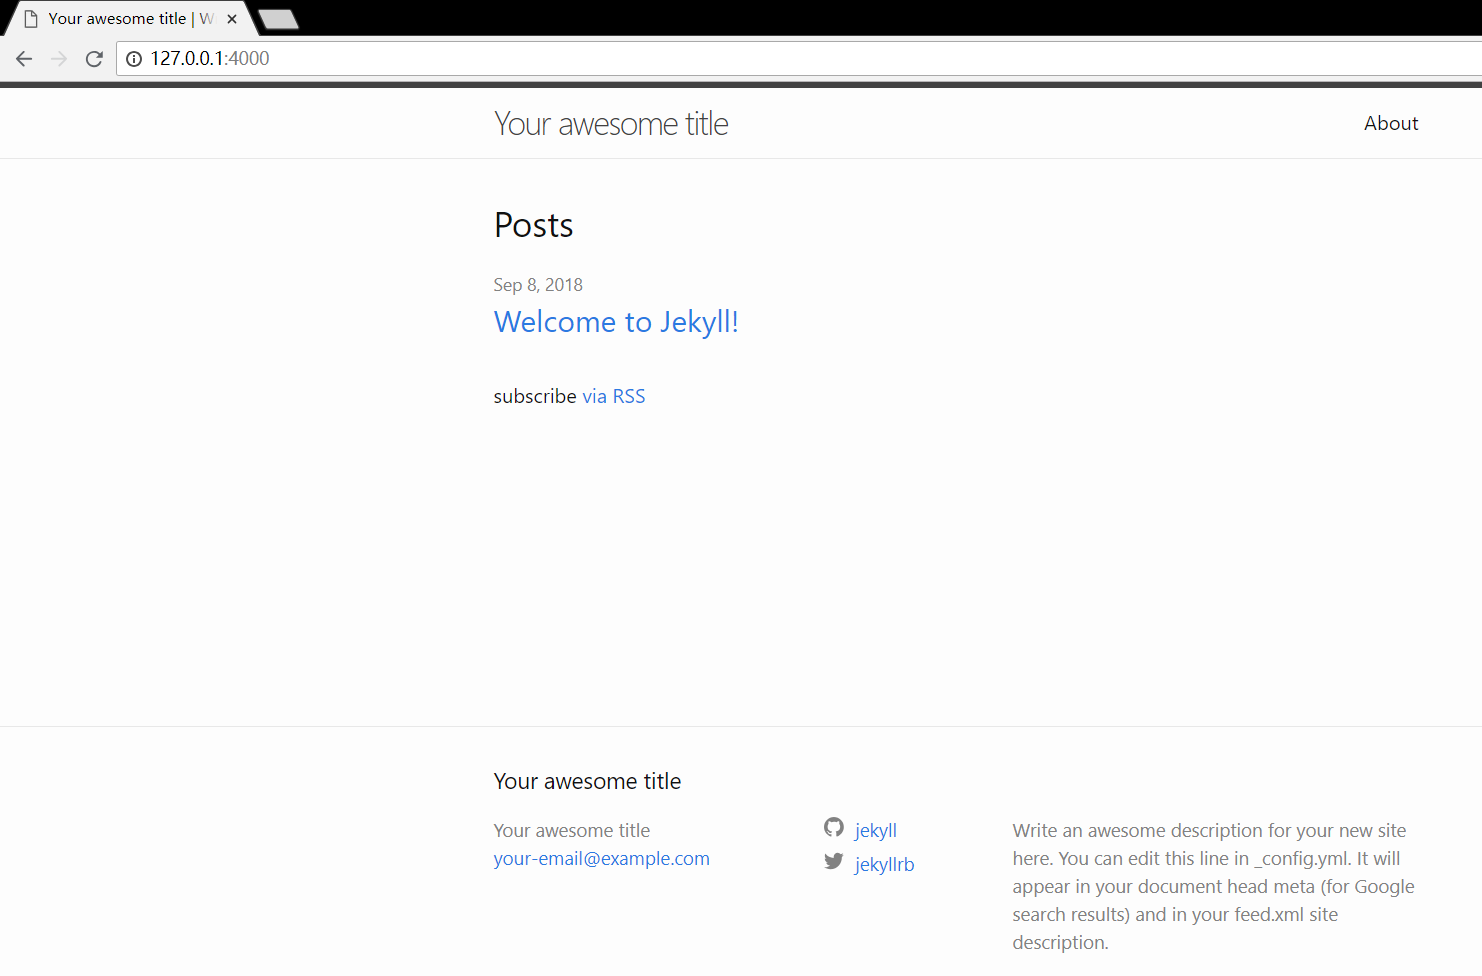 Your awesome title | W
127.0.0.1:4000
Your awesome title
About
Posts
Sep 8, 2018
Welcome to Jekyll!
subscribe via RSS
Your awesome title
Your awesome title
your-email@example.com
jekyll
jekyllrb
Write an awesome description for your new site
here. You can edit this line in _config.yml. It will
appear in your document head meta (for Google
search results) and in your feed.xml site
description.